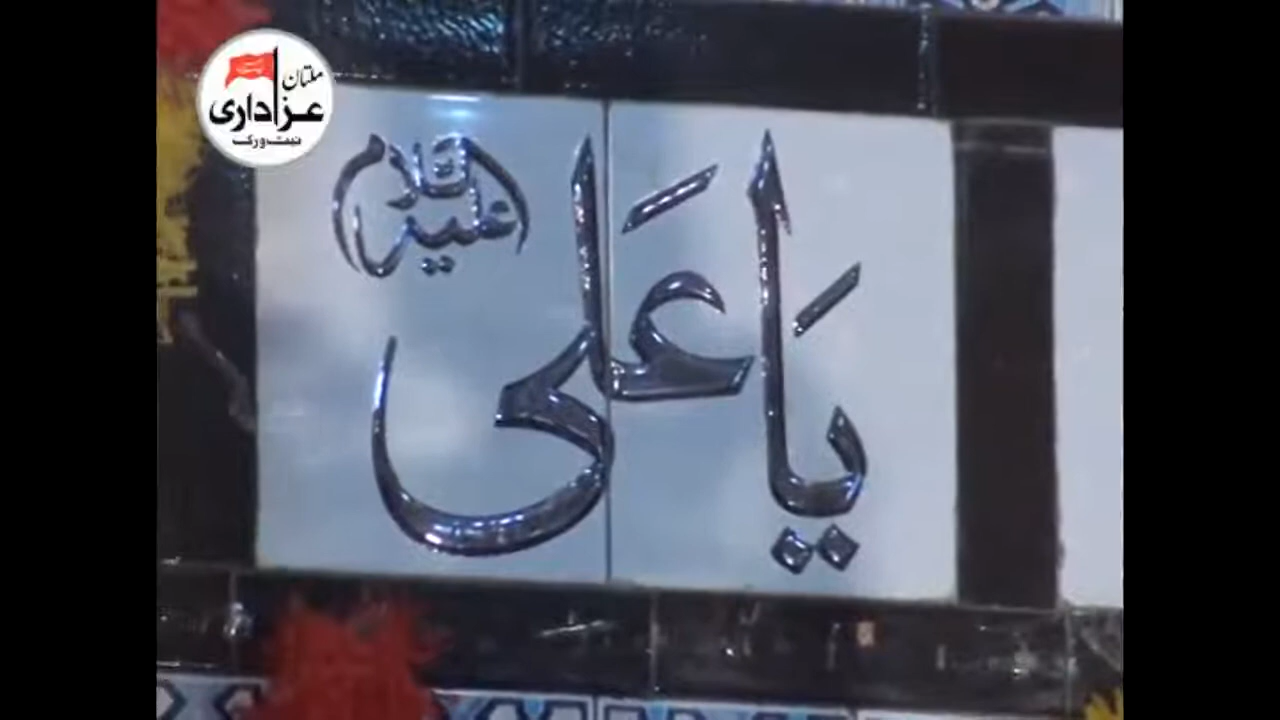 ملتان
عزاداری
نیٹ ورک
یا علی
علیہ السلام